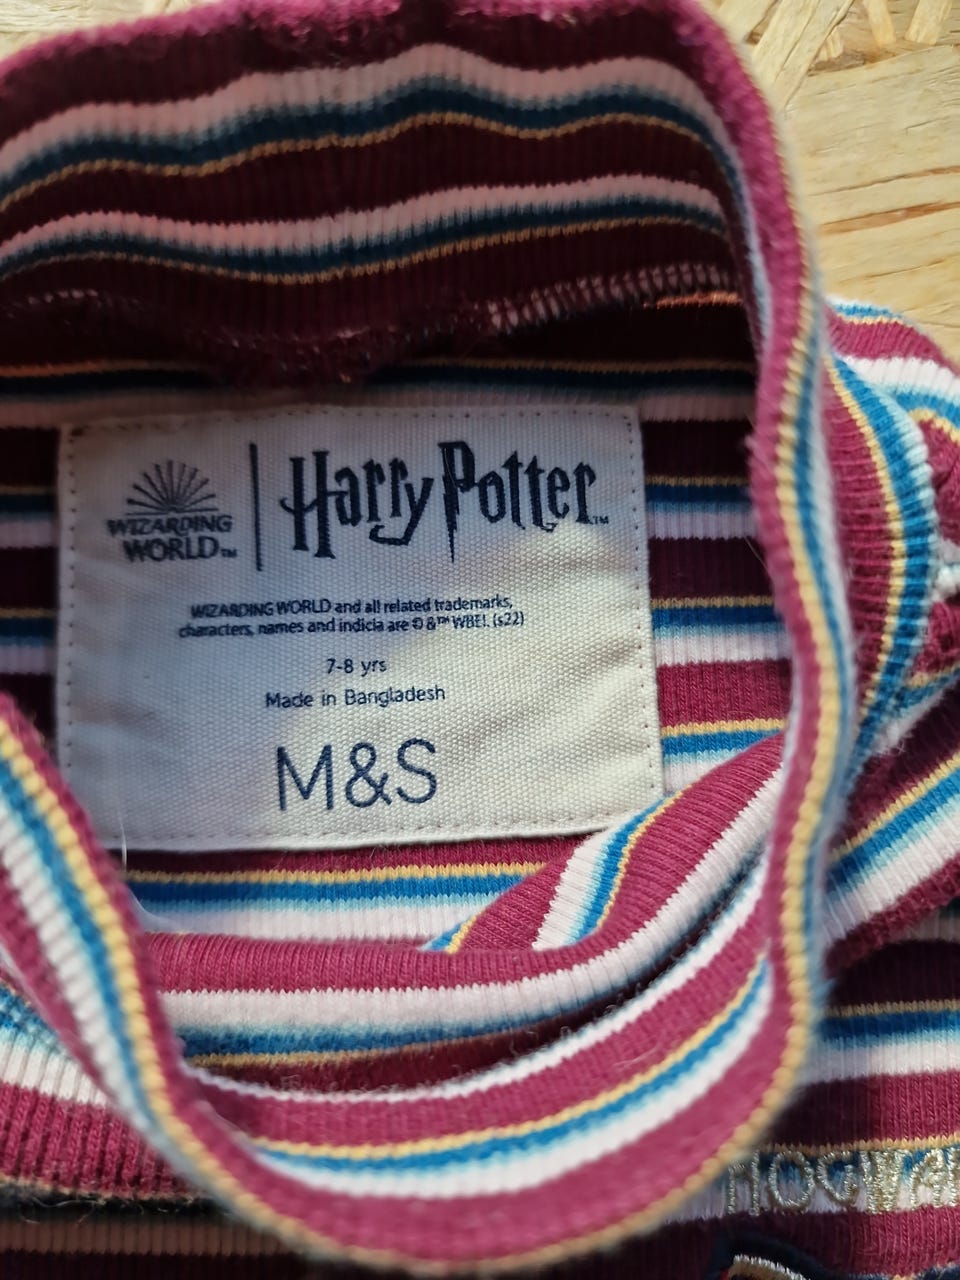 WIZARDING
WORLD™
Harry Potter™
WIZARDING WORLD and all related trademarks,
characters, names and indicia are © &™ WBEI. (s22)
7-8 yrs
Made in Bangladesh
M&S
HOGWA